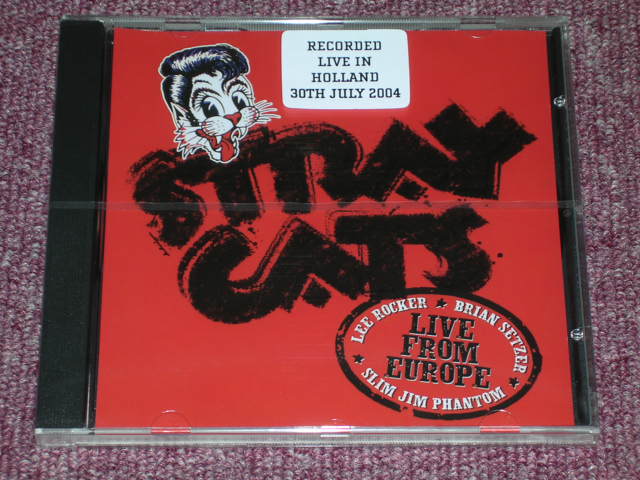 RECORDED
LIVE IN
HOLLAND
30TH JULY 2004
STRAY
CATS
LEE ROCKER ★ BRIAN SETZER
LIVE
FROM
EUROPE
★ SLIM JIM PHANTOM ★